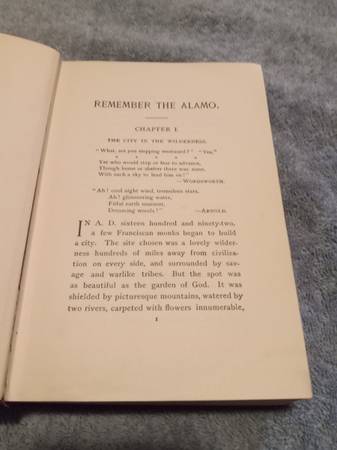 REMEMBER THE ALAMO.
CHAPTER I.
THE CITY IN THE WILDERNESS.
"What, are you stepping westward?" "Yea,"
* * * * *
Yet who would stop or fear to advance,
Though home or shelter there was none,
With such a sky to lead him on?"
—WORDSWORTH.
"Ah! cool night wind, tremulous stars,
Ah! glimmering water,
Fitful earth murmur,
Dreaming woods!"
—ARNOLD.
IN A. D. sixteen hundred and ninety-two,
a few Franciscan monks began to build
a city. The site chosen was a lovely wilder-
ness hundreds of miles away from civiliza-
tion on every side, and surrounded by sav-
age and warlike tribes. But the spot was
as beautiful as the garden of God. It was
shielded by picturesque mountains, watered by
two rivers, carpeted with flowers innumerable,
1